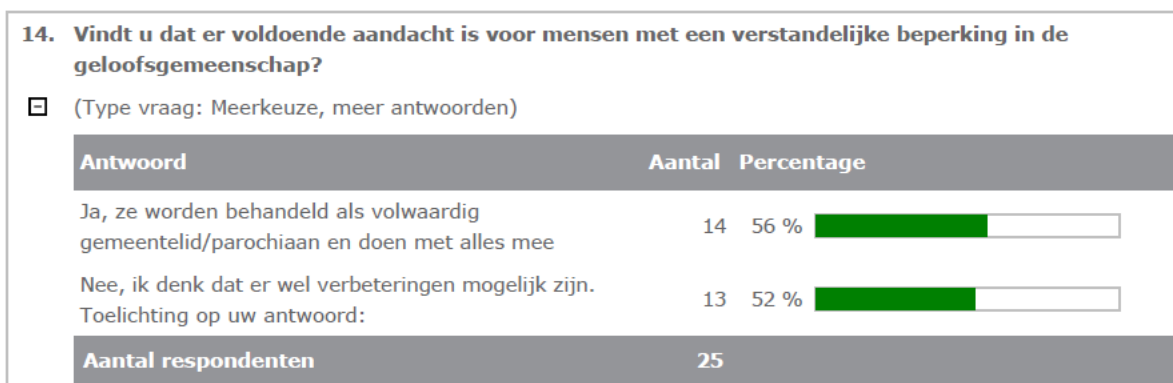 14. Vindt u dat er voldoende aandacht is voor mensen met een verstandelijke beperking in de
geloofsgemeenschap?
(Type vraag: Meerkeuze, meer antwoorden)
Antwoord Aantal Percentage
Ja, ze worden behandeld als volwaardig
gemeentelid/parochiaan en doen met alles mee 14 56 %
Nee, ik denk dat er wel verbeteringen mogelijk zijn.
Toelichting op uw antwoord: 13 52 %
Aantal respondenten 25